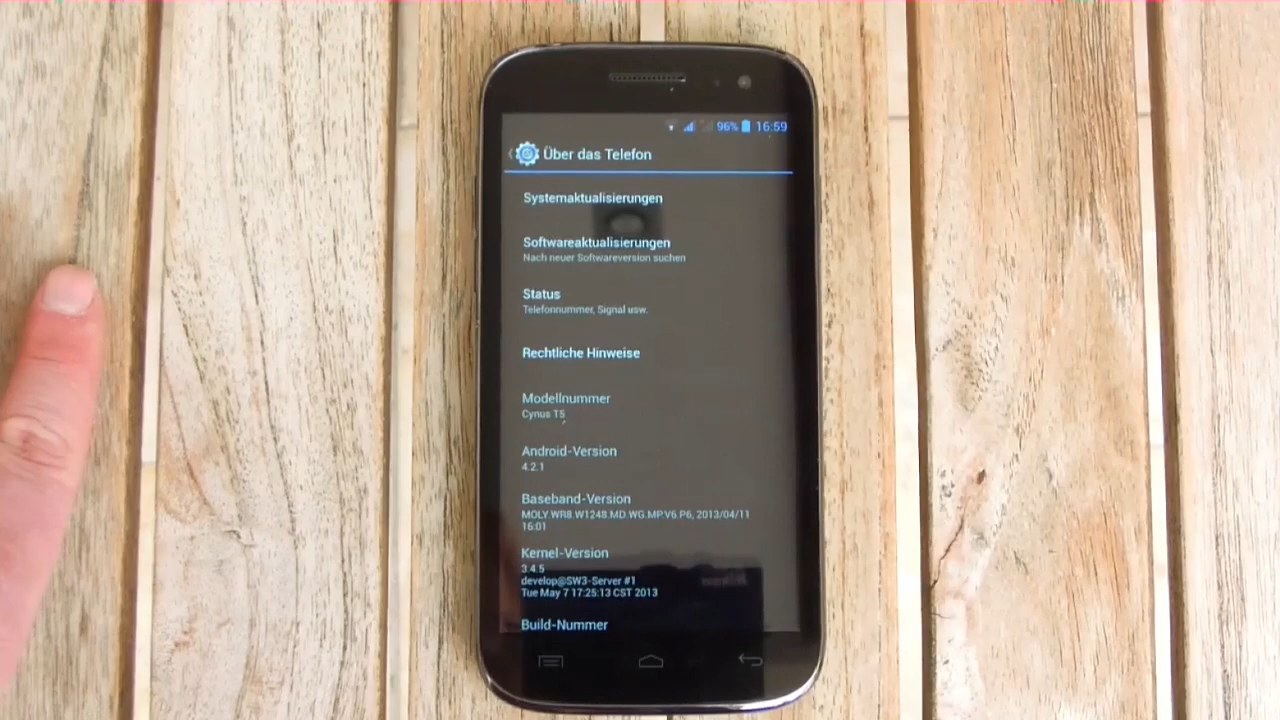 96% 16:59
Über das Telefon
Systemaktualisierungen
Softwareaktualisierungen
Nach neuer Softwareversion suchen
Status
Telefonnummer, Signal usw.
Rechtliche Hinweise
Modellnummer
Cynus T5
Android-Version
4.2.1
Baseband-Version
MOLY.WR8.W1248.MD.WG.MP.V6.P6, 2013/04/11
16:01
Kernel-Version
3.4.5
develop@SW3-Server #1
Tue May 7 17:25:13 CST 2013
Build-Nummer